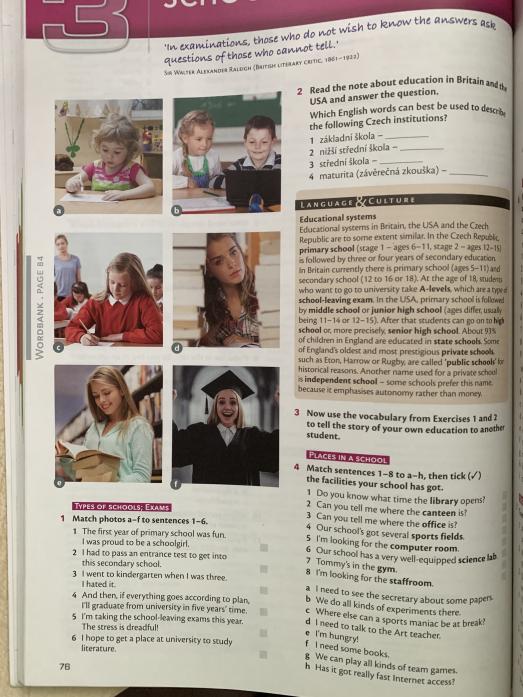 3
'In examinations, those who do not wish to know the answers ask
questions of those who cannot tell.'
SIR WALTER ALEXANDER RALEIGH (BRITISH LITERARY CRITIC, 1861–1922)
a
b
c
d
e
f
WORDBANK, PAGE 84
TYPES OF SCHOOLS; EXAMS
1 Match photos a–f to sentences 1–6.
1 The first year of primary school was fun.
I was proud to be a schoolgirl.
2 I had to pass an entrance test to get into
this secondary school.
3 I went to kindergarten when I was three.
I hated it.
4 And then, if everything goes according to plan,
I'll graduate from university in five years' time.
5 I'm taking the school-leaving exams this year.
The stress is dreadful!
6 I hope to get a place at university to study
literature.
2 Read the note about education in Britain and the
USA and answer the question.
Which English words can best be used to describe
the following Czech institutions?
1 základní škola –
2 nižší střední škola –
3 střední škola –
4 maturita (závěrečná zkouška) –
LANGUAGE & CULTURE
Educational systems
Educational systems in Britain, the USA and the Czech
Republic are to some extent similar. In the Czech Republic,
primary school (stage 1 – ages 6–11, stage 2 – ages 12–15)
is followed by three or four years of secondary education.
In Britain currently there is primary school (ages 5–11) and
secondary school (12 to 16 or 18). At the age of 18, students
who want to go to university take A-levels, which are a type of
school-leaving exam. In the USA, primary school is followed
by middle school or junior high school (ages differ, usually
being 11–14 or 12–15). After that students can go on to high
school or, more precisely, senior high school. About 93%
of children in England are educated in state schools. Some
of England's oldest and most prestigious private schools,
such as Eton, Harrow or Rugby, are called 'public schools' for
historical reasons. Another name used for a private school
is independent school – some schools prefer this name,
because it emphasises autonomy rather than money.
3 Now use the vocabulary from Exercises 1 and 2
to tell the story of your own education to another
student.
PLACES IN A SCHOOL
4 Match sentences 1–8 to a–h, then tick (✓)
the facilities your school has got.
1 Do you know what time the library opens?
2 Can you tell me where the canteen is?
3 Can you tell me where the office is?
4 Our school's got several sports fields.
5 I'm looking for the computer room.
6 Our school has a very well-equipped science lab.
7 Tommy's in the gym.
8 I'm looking for the staffroom.
a I need to see the secretary about some papers.
b We do all kinds of experiments there.
c Where else can a sports maniac be at break?
d I need to talk to the Art teacher.
e I'm hungry!
f I need some books.
g We can play all kinds of team games.
h Has it got really fast Internet access?
76